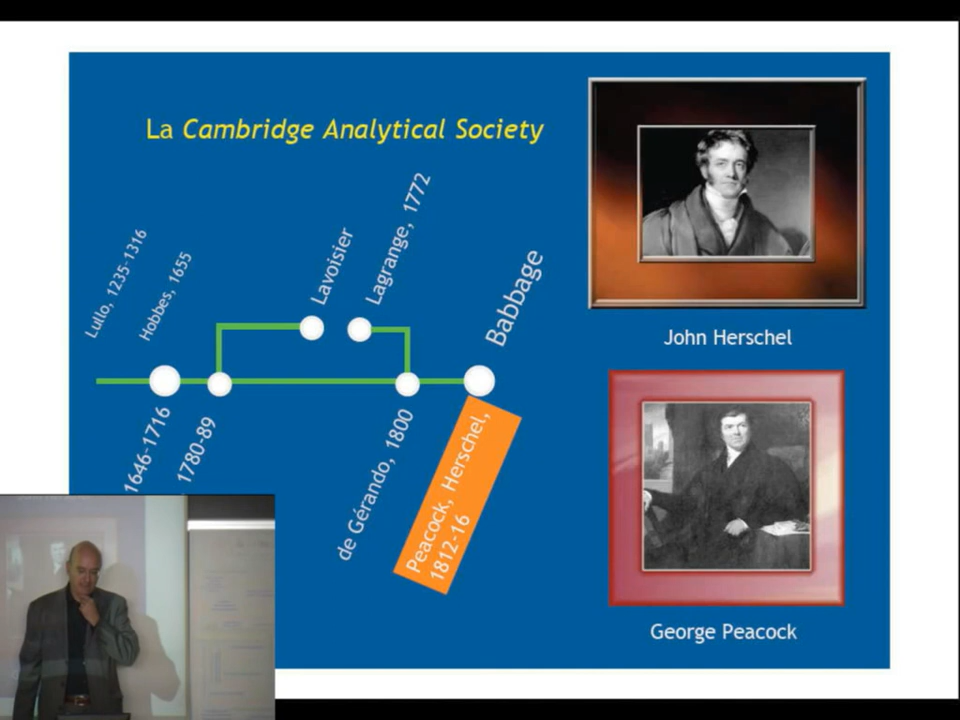 La Cambridge Analytical Society
Lullo, 1235-1316
Hobbes, 1655
Lavoisier
Lagrange, 1772
Babbage
1646-1716
1780-89
de Gérando, 1800
Peacock, Herschel,
1812-16
John Herschel
George Peacock